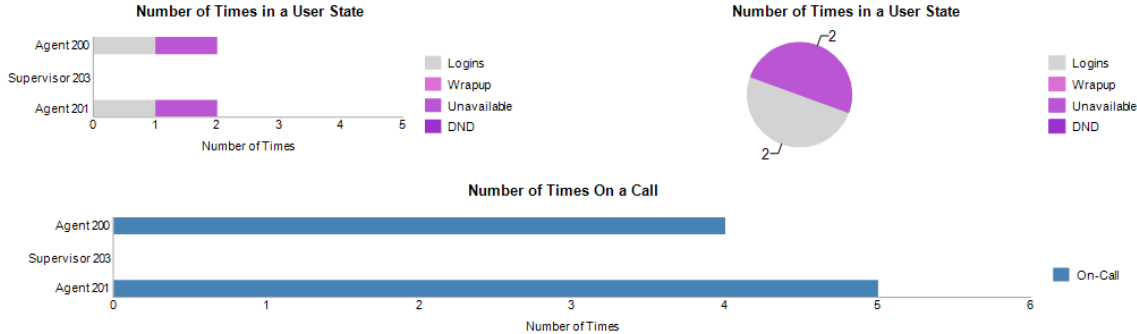 Number of Times in a User State
Agent 200
Supervisor 203
Agent 201
0 1 2 3 4 5
Number of Times
Logins
Wrapup
Unavailable
DND
Number of Times in a User State
2
2
Logins
Wrapup
Unavailable
DND
Number of Times On a Call
Agent 200
Supervisor 203
Agent 201
0 1 2 3 4 5 6
Number of Times
On-Call